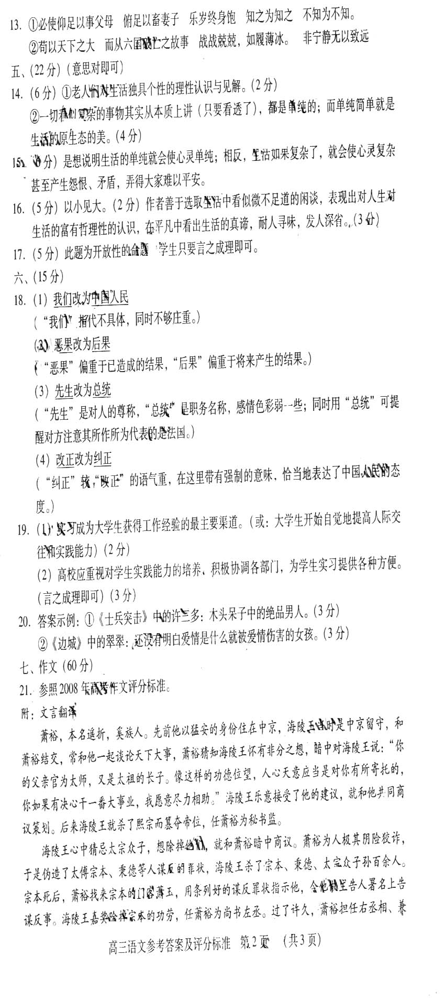 13. ①必使仰足以事父母 俯足以畜妻子 乐岁终身饱 知之为知之 不知为不知。
②苟以天下之大 而从六国破亡之故事 战战兢兢，如履薄冰。 非宁静无以致远
五、(22分)(意思对即可)
14. (6分) ①老人们对生活独具个性的理性认识与见解。(2分)
②一切看似复杂的事物其实从本质上讲（只要看透了），都是单纯的；而单纯简单就是
生活的原生态的美。(4分)
15. (6分) 是想说明生活的单纯就会使心灵单纯；相反，生活如果复杂了，就会使心灵复杂
甚至产生怨恨、矛盾，弄得大家难以平安。
16. (5分) 以小见大。(2分) 作者善于选取生活中看似微不足道的闲谈，表现出对人生对
生活的富有哲理性的认识，在平凡中看出生活的真谛，耐人寻味，发人深省。(3分)
17. (5分) 此题为开放性的命题 学生只要言之成理即可。
六、(15分)
18. (1) 我们改为中国人民
(“我们”指代不具体，同时不够庄重。)
(2) 恶果改为后果
(“恶果”偏重于已造成的结果，“后果”偏重于将来产生的结果。)
(3) 先生改为总统
(“先生”是对人的尊称，“总统”是职务名称，感情色彩弱一些；同时用“总统”可提
醒对方注意其所作所为代表的是法国。)
(4) 改正改为纠正
(“纠正”较“改正”的语气重，在这里带有强制的意味，恰当地表达了中国人民的态
度。)
19. (1) 实习成为大学生获得工作经验的最主要渠道。(或：大学生开始自觉地提高人际交
往和实践能力)(2分)
(2) 高校应重视对学生实践能力的培养、积极协调各部门，为学生实习提供各种方便。
(言之成理即可)(3分)
20. 答案示例：①《士兵突击》中的许三多：木头呆子中的绝品男人。(3分)
②《边城》中的翠翠：还没有明白爱情是什么就被爱情伤害的女孩。(3分)
七、作文(60分)
21. 参照2008年高考作文评分标准。
附：文言翻译
萧裕，本名遥折，奚族人。先前他以猛安的身份住在中京，海陵王当时是中京留守，和
萧裕结交，常和他一起谈论天下大事，萧裕猜知海陵王怀有非分之想，暗中对海陵王说：“你
的父亲官为太师，又是太祖的长子。像这样的功德位望，人心天意应当是对你有所寄托的，
你如果有决心干一番大事业，我愿意尽力相助。”海陵王乐意接受了他的建议，就和他共同商
议策划。后来海陵王就杀了熙宗而篡夺帝位，任萧裕为秘书监。
海陵王心中猜忌太宗众子，想除掉他们，就和萧裕暗中商议。萧裕为人极其阴险狡诈，
于是伪造了太傅宗本、秉德等人谋反的罪状，海陵王杀了宗本、秉德、太宗众子孙百余人。
宗本死后，萧裕找来宗本的门客萧玉，用条列好的谋反罪状指示他，令他做主告人署名上告
谋反事。海陵王嘉奖除掉宗本的功劳，任萧裕为尚书左丞。过了许久，萧裕担任右丞相、兼
高三语文参考答案及评分标准 第2页 (共3页)